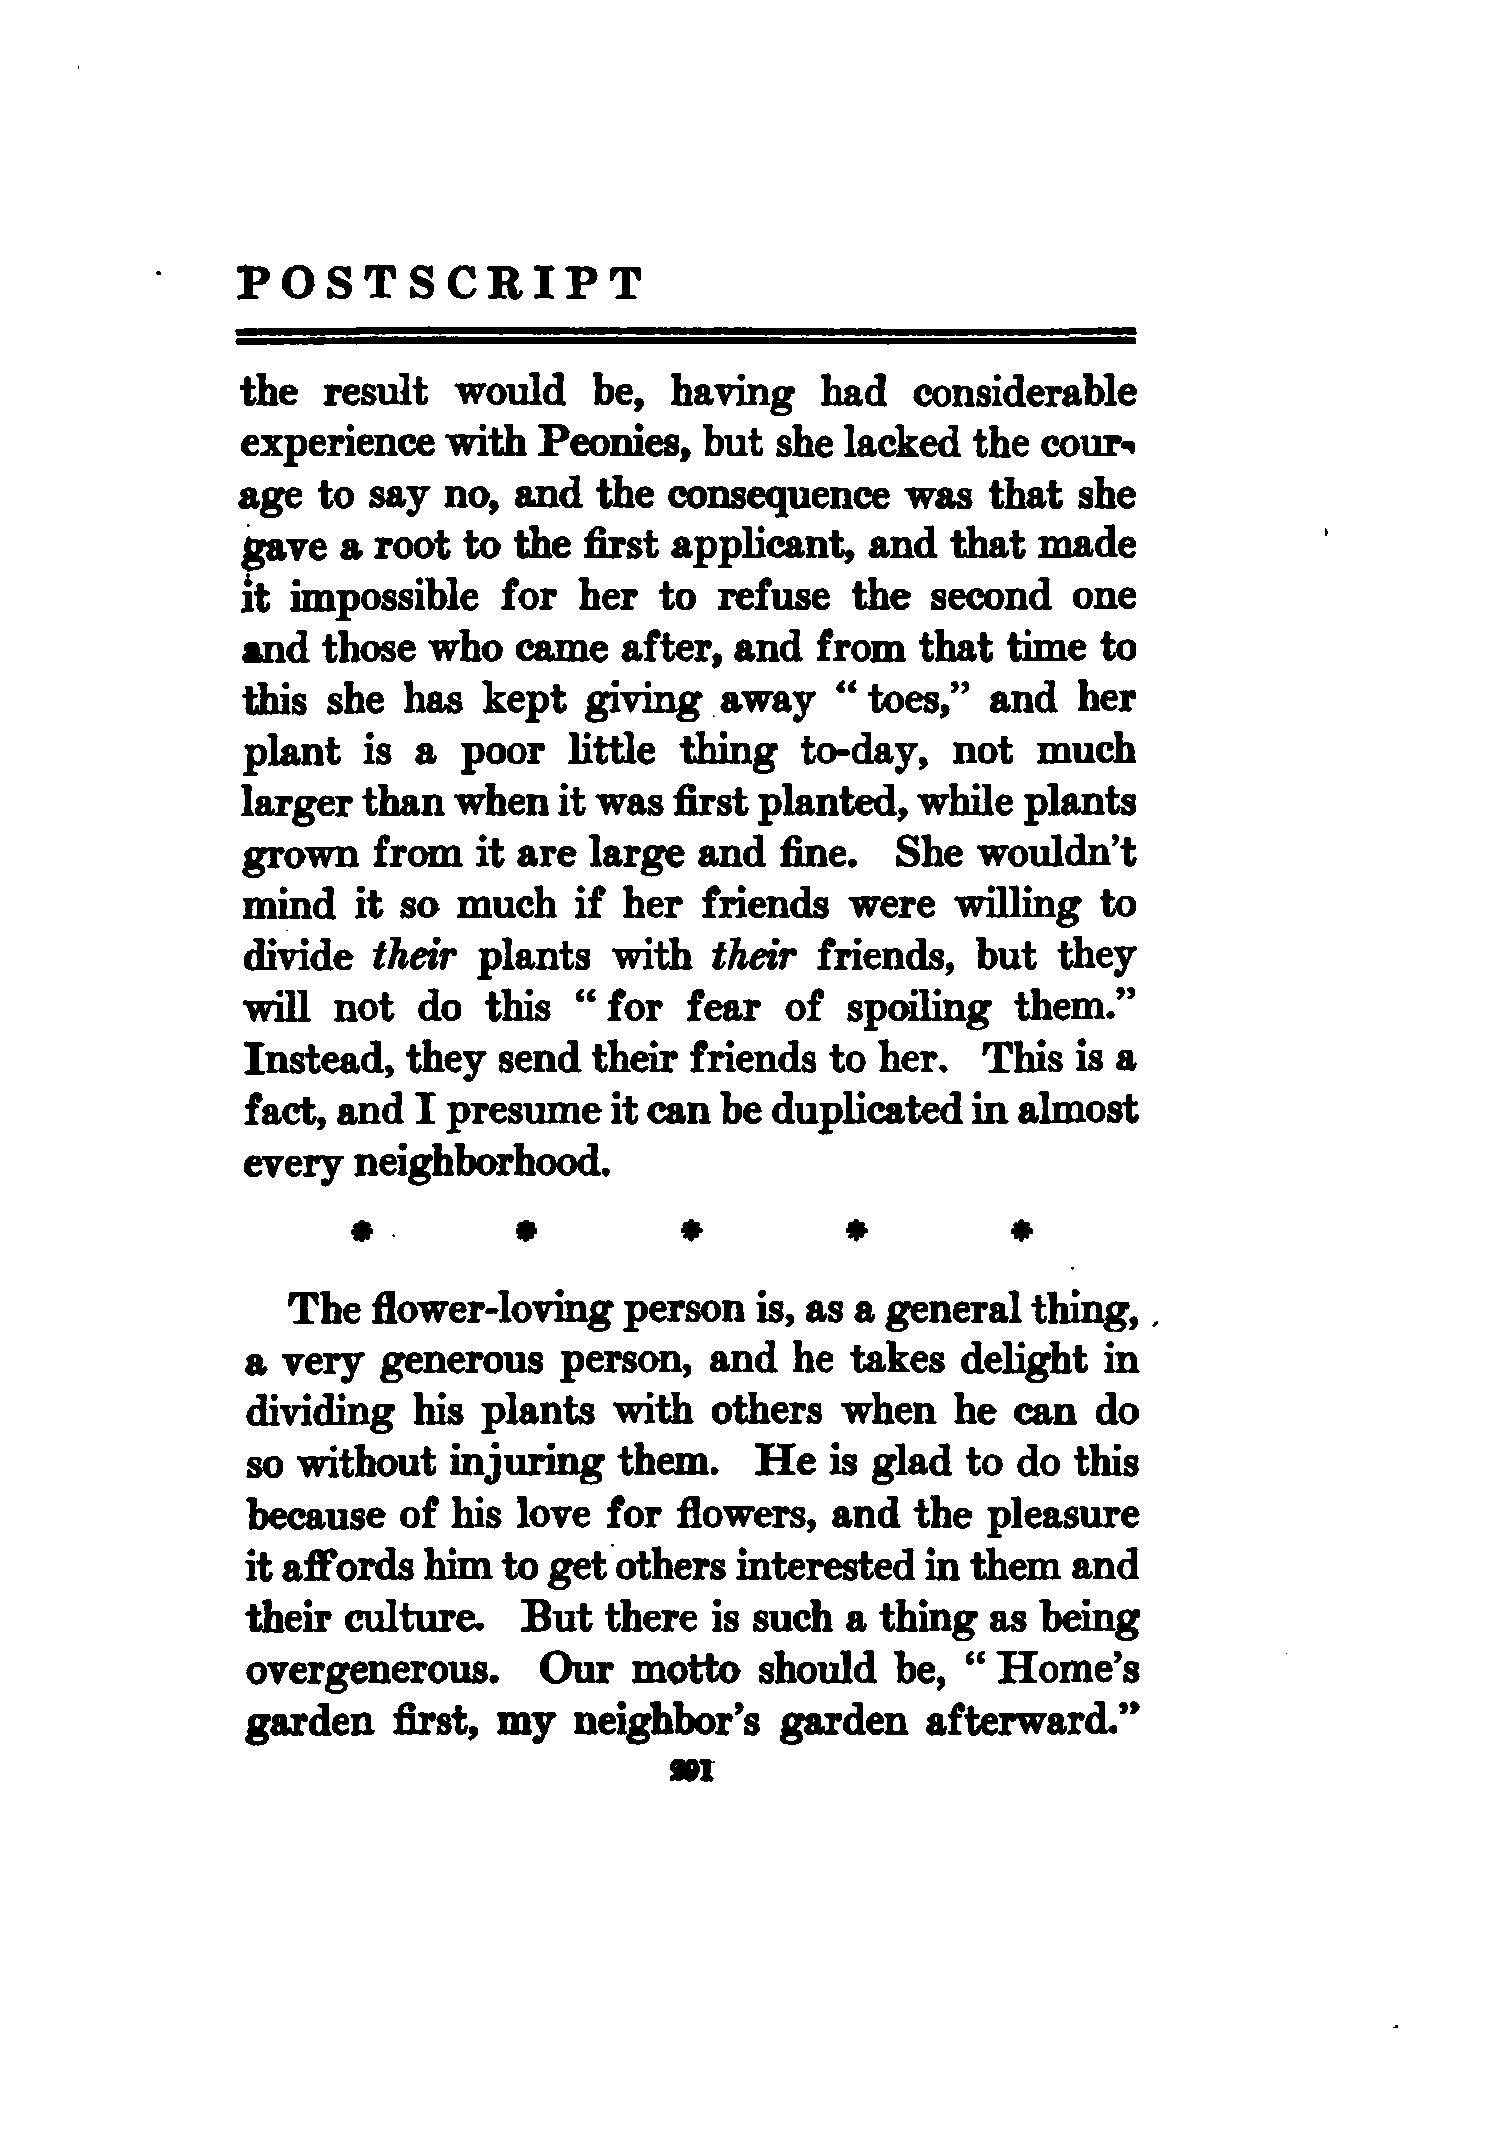 POSTSCRIPT
the result would be, having had considerable
experience with Peonies, but she lacked the cour-
age to say no, and the consequence was that she
gave a root to the first applicant, and that made
it impossible for her to refuse the second one
and those who came after, and from that time to
this she has kept giving away " toes," and her
plant is a poor little thing to-day, not much
larger than when it was first planted, while plants
grown from it are large and fine. She wouldn't
mind it so much if her friends were willing to
divide their plants with their friends, but they
will not do this " for fear of spoiling them."
Instead, they send their friends to her. This is a
fact, and I presume it can be duplicated in almost
every neighborhood.
* * * * *
The flower-loving person is, as a general thing,
a very generous person, and he takes delight in
dividing his plants with others when he can do
so without injuring them. He is glad to do this
because of his love for flowers, and the pleasure
it affords him to get others interested in them and
their culture. But there is such a thing as being
overgenerous. Our motto should be, " Home's
garden first, my neighbor's garden afterward."
291